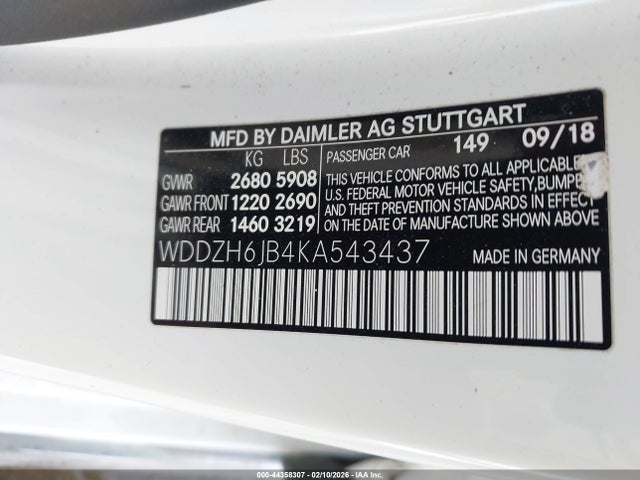 MFD BY DAIMLER AG STUTTGART
KG LBS PASSENGER CAR 149 09/18
GVWR 2680 5908 THIS VEHICLE CONFORMS TO ALL APPLICABLE
GAWR FRONT 1220 2690 U.S. FEDERAL MOTOR VEHICLE SAFETY,
GAWR REAR 1460 3219 AND THEFT PREVENTION STANDARDS IN EFFECT
ON THE DATE OF MANUFACTURE SHOWN ABOVE.
WDDZH6JB4KA543437 MADE IN GERMANY
© COPYRIGHT - 44358307 - 02/10/2026 - IAA Inc.